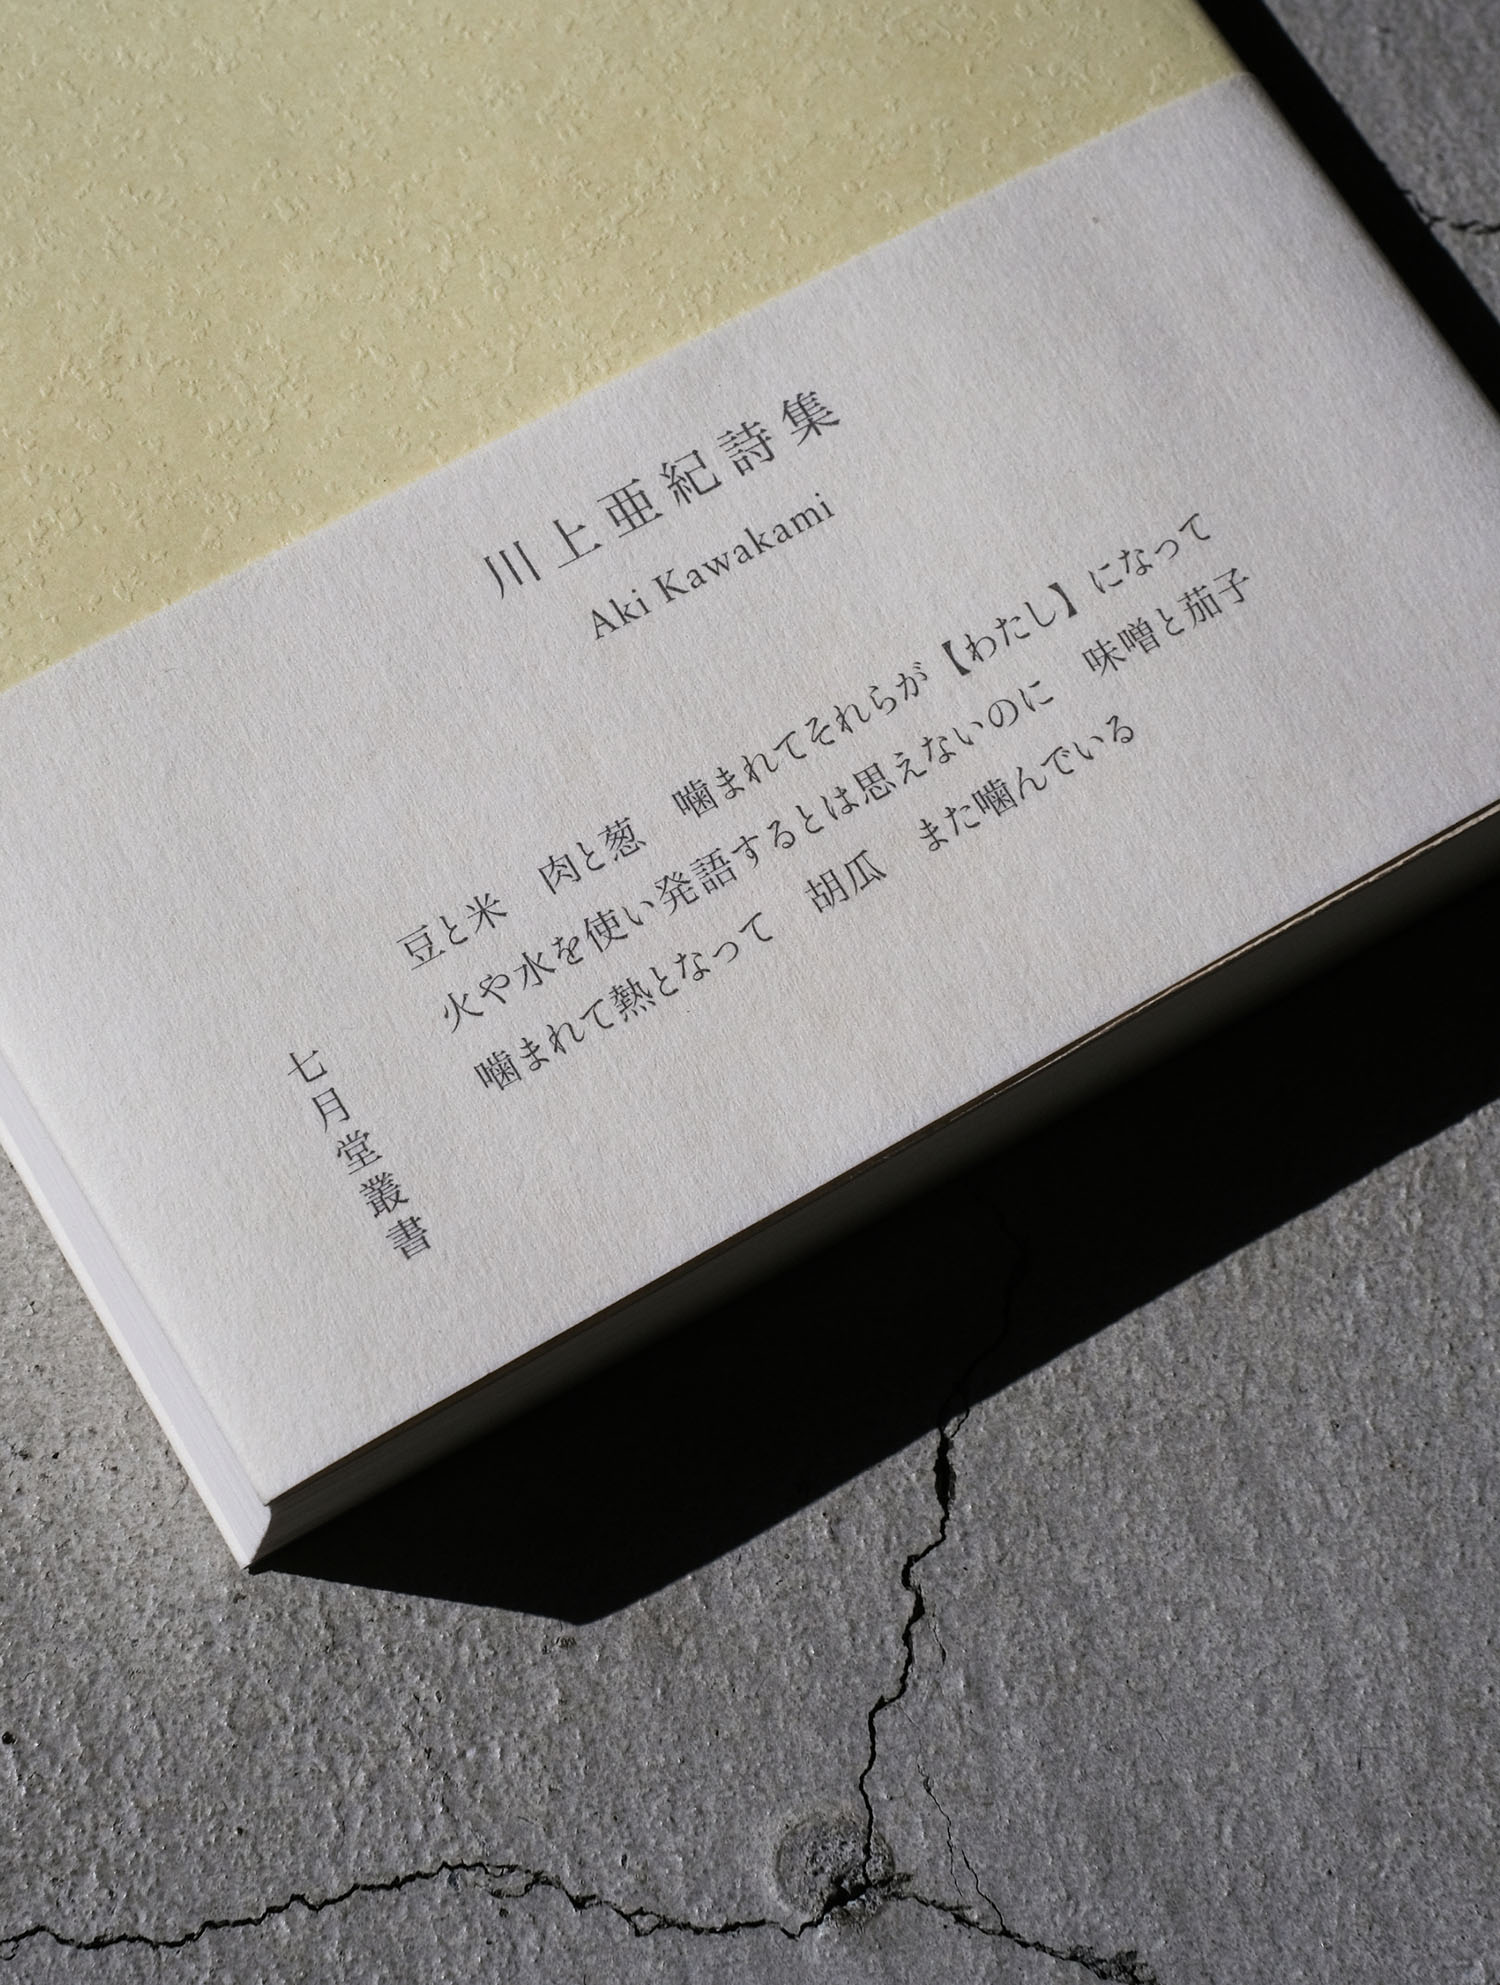 川上亜紀詩集
Aki Kawakami
豆と米　肉と葱　噛まれてそれらが【わたし】になって
火や水を使い発語するとは思えないのに　味噌と茄子
噛まれて熱となって　胡瓜　また噛んでいる
七月堂叢書